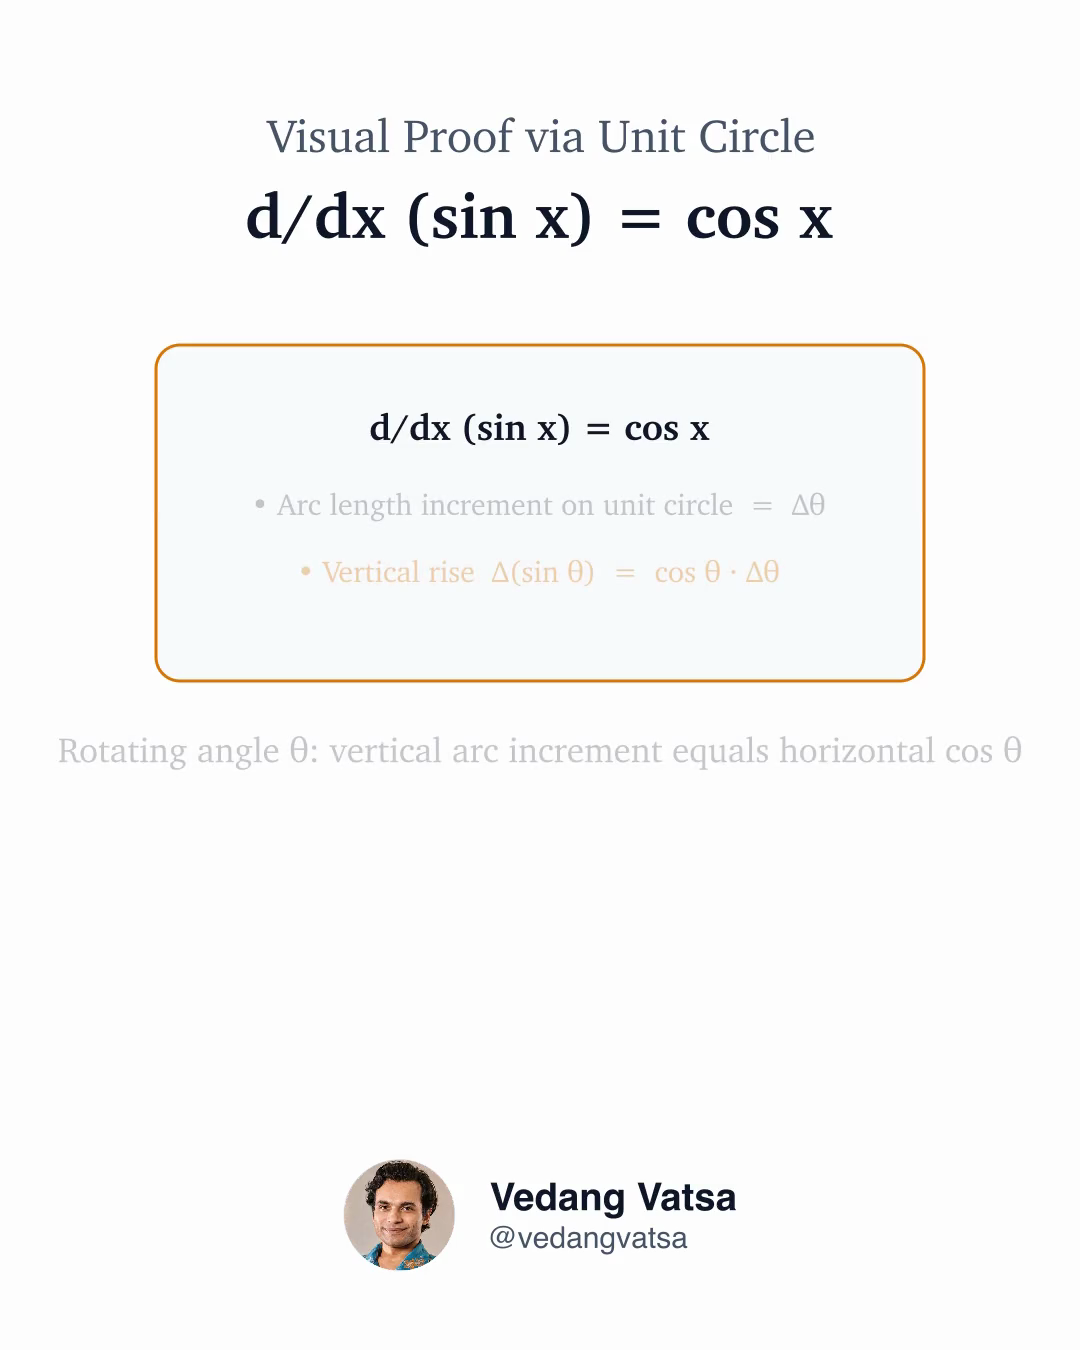 Visual Proof via Unit Circle
d/dx (sin x) = cos x
d/dx (sin x) = cos x
• Arc length increment on unit circle = Δθ
• Vertical rise Δ(sin θ) = cos θ · Δθ
Rotating angle θ: vertical arc increment equals horizontal cos θ
Vedang Vatsa
@vedangvatsa